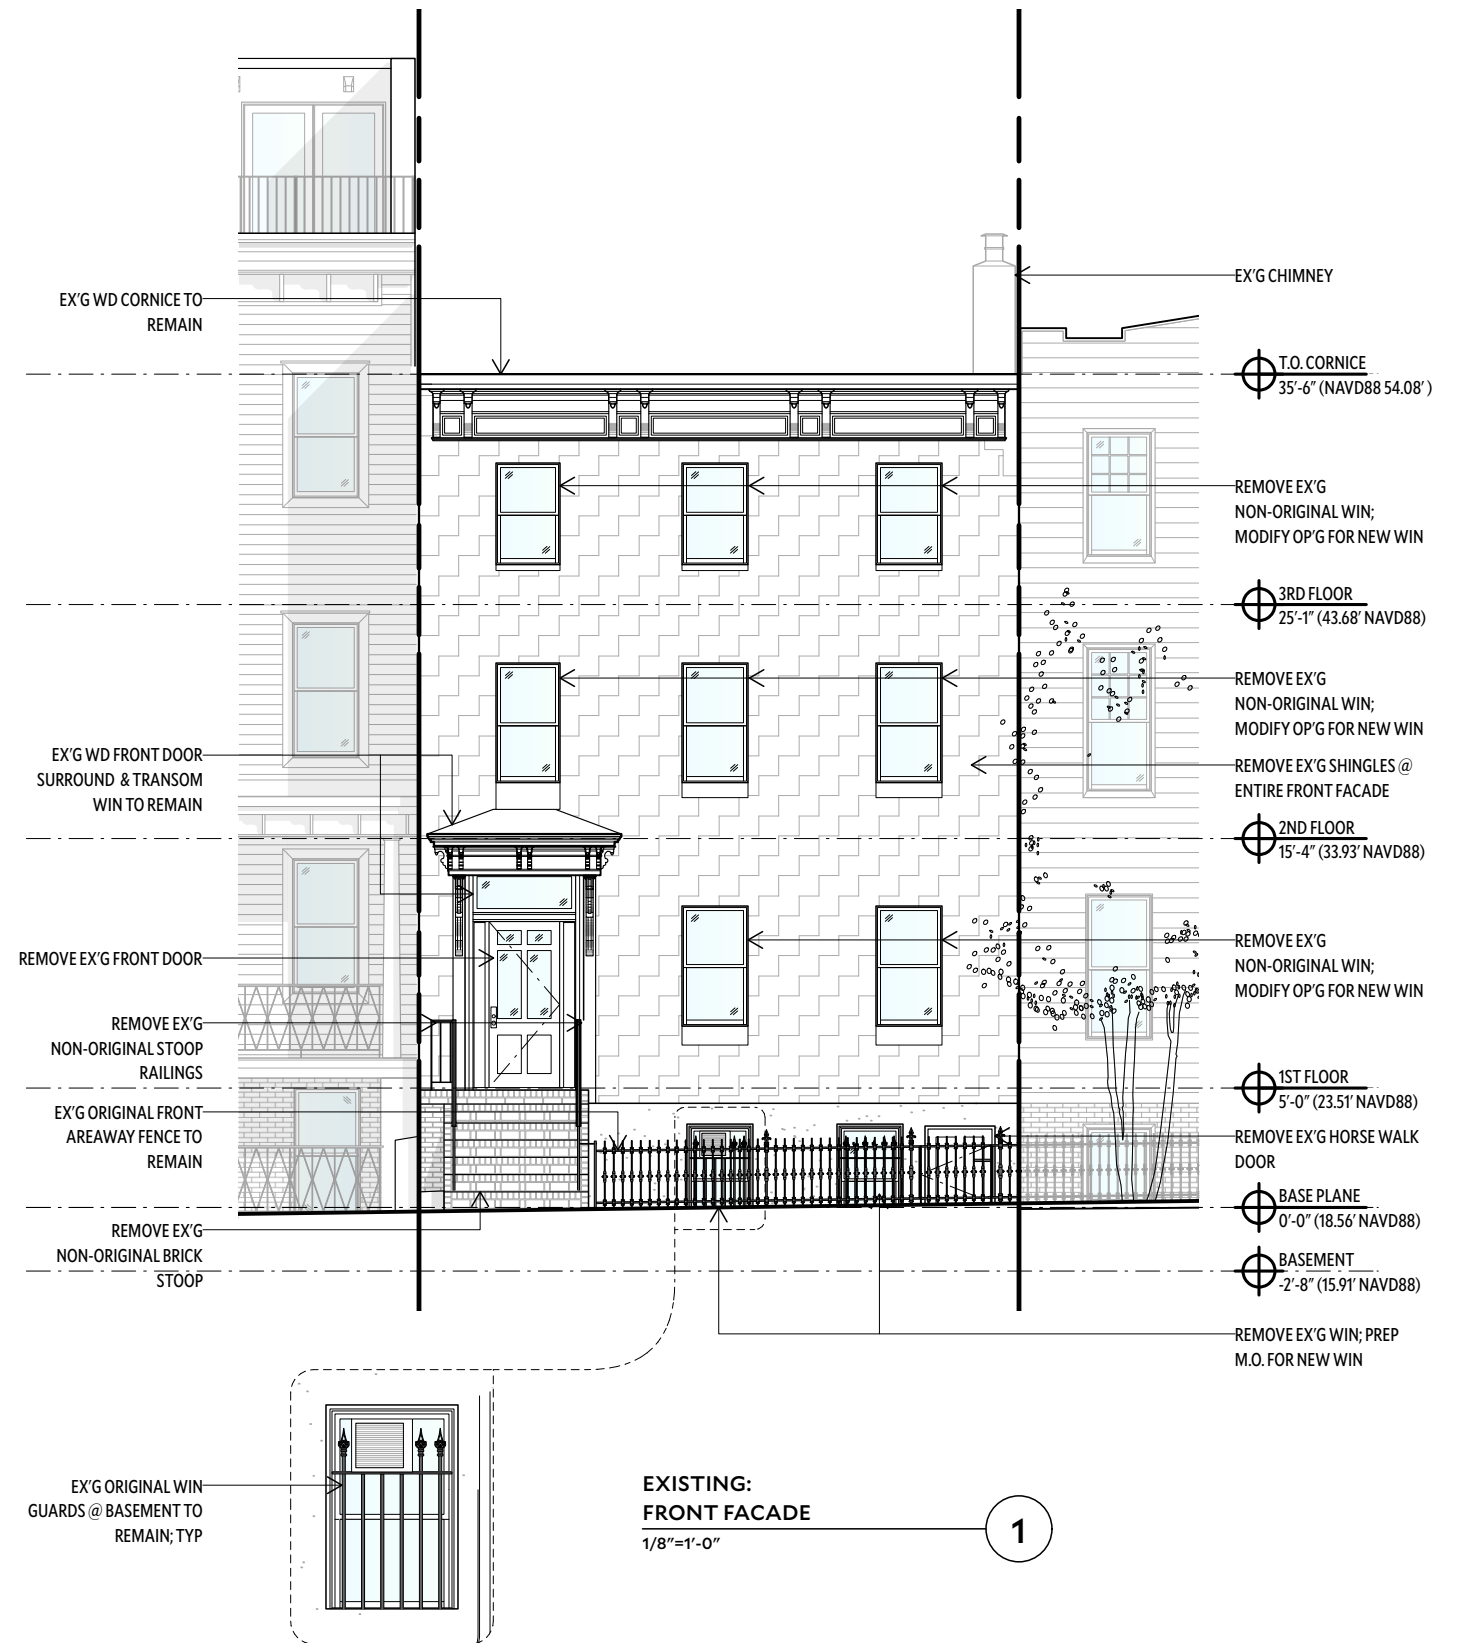 EX'G WD CORNICE TO
REMAIN
EX'G CHIMNEY
T.O. CORNICE
35'-6" (NAVD88 54.08' )
REMOVE EX'G
NON-ORIGINAL WIN;
MODIFY OP'G FOR NEW WIN
3RD FLOOR
25'-1" (43.68' NAVD88)
REMOVE EX'G
NON-ORIGINAL WIN;
MODIFY OP'G FOR NEW WIN
EX'G WD FRONT DOOR
SURROUND & TRANSOM
WIN TO REMAIN
REMOVE EX'G SHINGLES @
ENTIRE FRONT FACADE
2ND FLOOR
15'-4" (33.93' NAVD88)
REMOVE EX'G FRONT DOOR
REMOVE EX'G
NON-ORIGINAL WIN;
MODIFY OP'G FOR NEW WIN
REMOVE EX'G
NON-ORIGINAL STOOP
RAILINGS
1ST FLOOR
5'-0" (23.51' NAVD88)
EX'G ORIGINAL FRONT
AREAWAY FENCE TO
REMAIN
REMOVE EX'G HORSE WALK
DOOR
BASE PLANE
0'-0" (18.56' NAVD88)
REMOVE EX'G
NON-ORIGINAL BRICK
STOOP
BASEMENT
-2'-8" (15.91' NAVD88)
REMOVE EX'G WIN; PREP
M.O. FOR NEW WIN
EX'G ORIGINAL WIN
GUARDS @ BASEMENT TO
REMAIN; TYP
EXISTING:
FRONT FACADE
1/8"=1'-0"
1